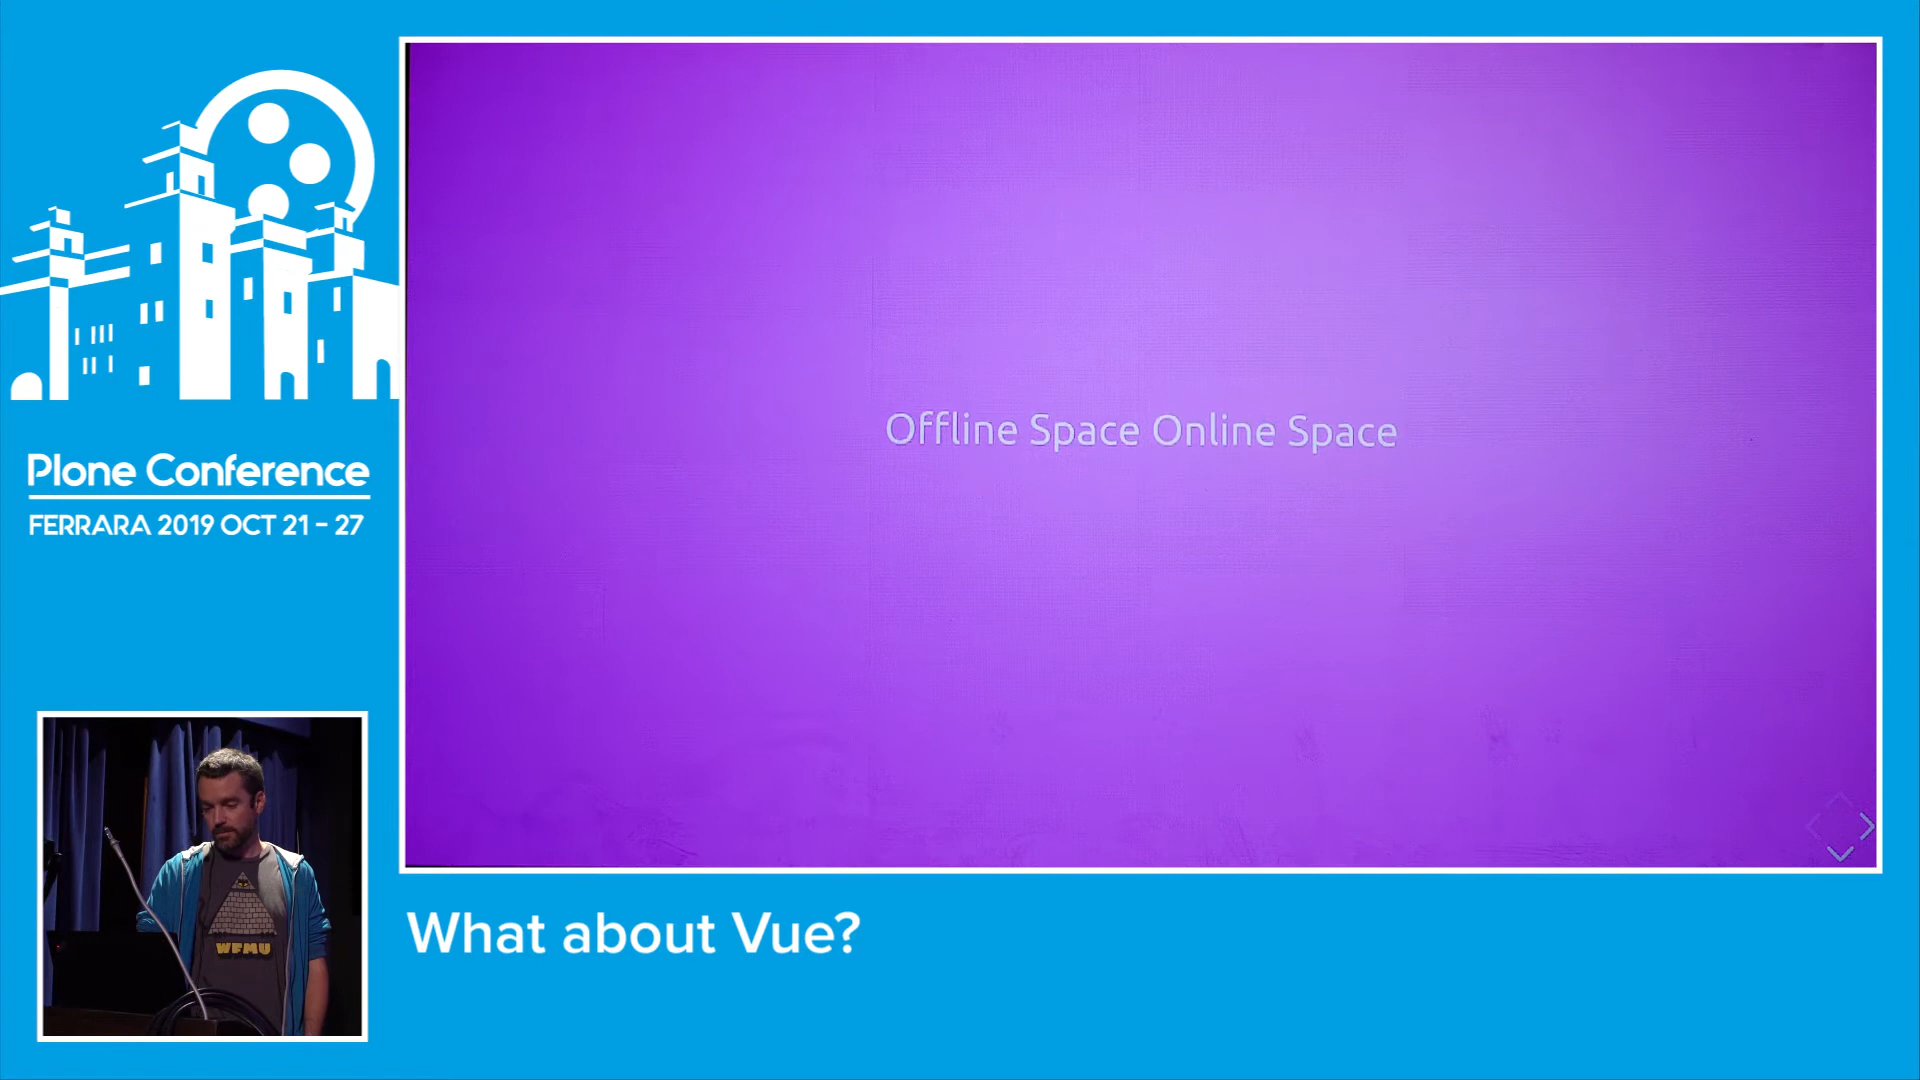 Offline Space Online Space
Plone Conference
FERRARA 2019 OCT 21 - 27
WFMU
What about Vue?